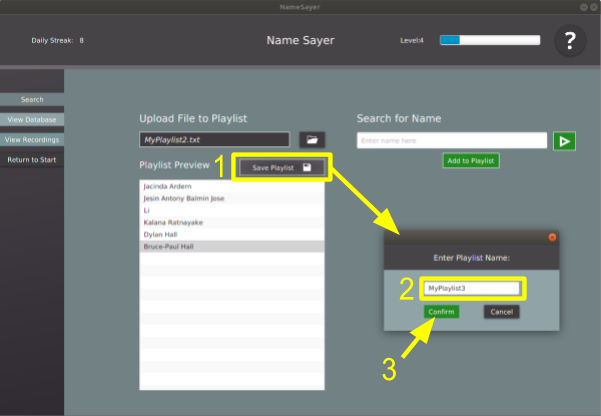 NameSayer
Daily Streak: 8
Name Sayer
Level:4
?
Search
View Database
View Recordings
Return to Start
Upload File to Playlist
MyPlaylist2.txt
Search for Name
Enter name here
Add to Playlist
Playlist Preview
1
Save Playlist
Jacinda Ardern
Jesin Antony Balmin Jose
Li
Kalana Ratnayake
Dylan Hall
Bruce-Paul Hall
Enter Playlist Name:
2
MyPlaylist3
Confirm
Cancel
3